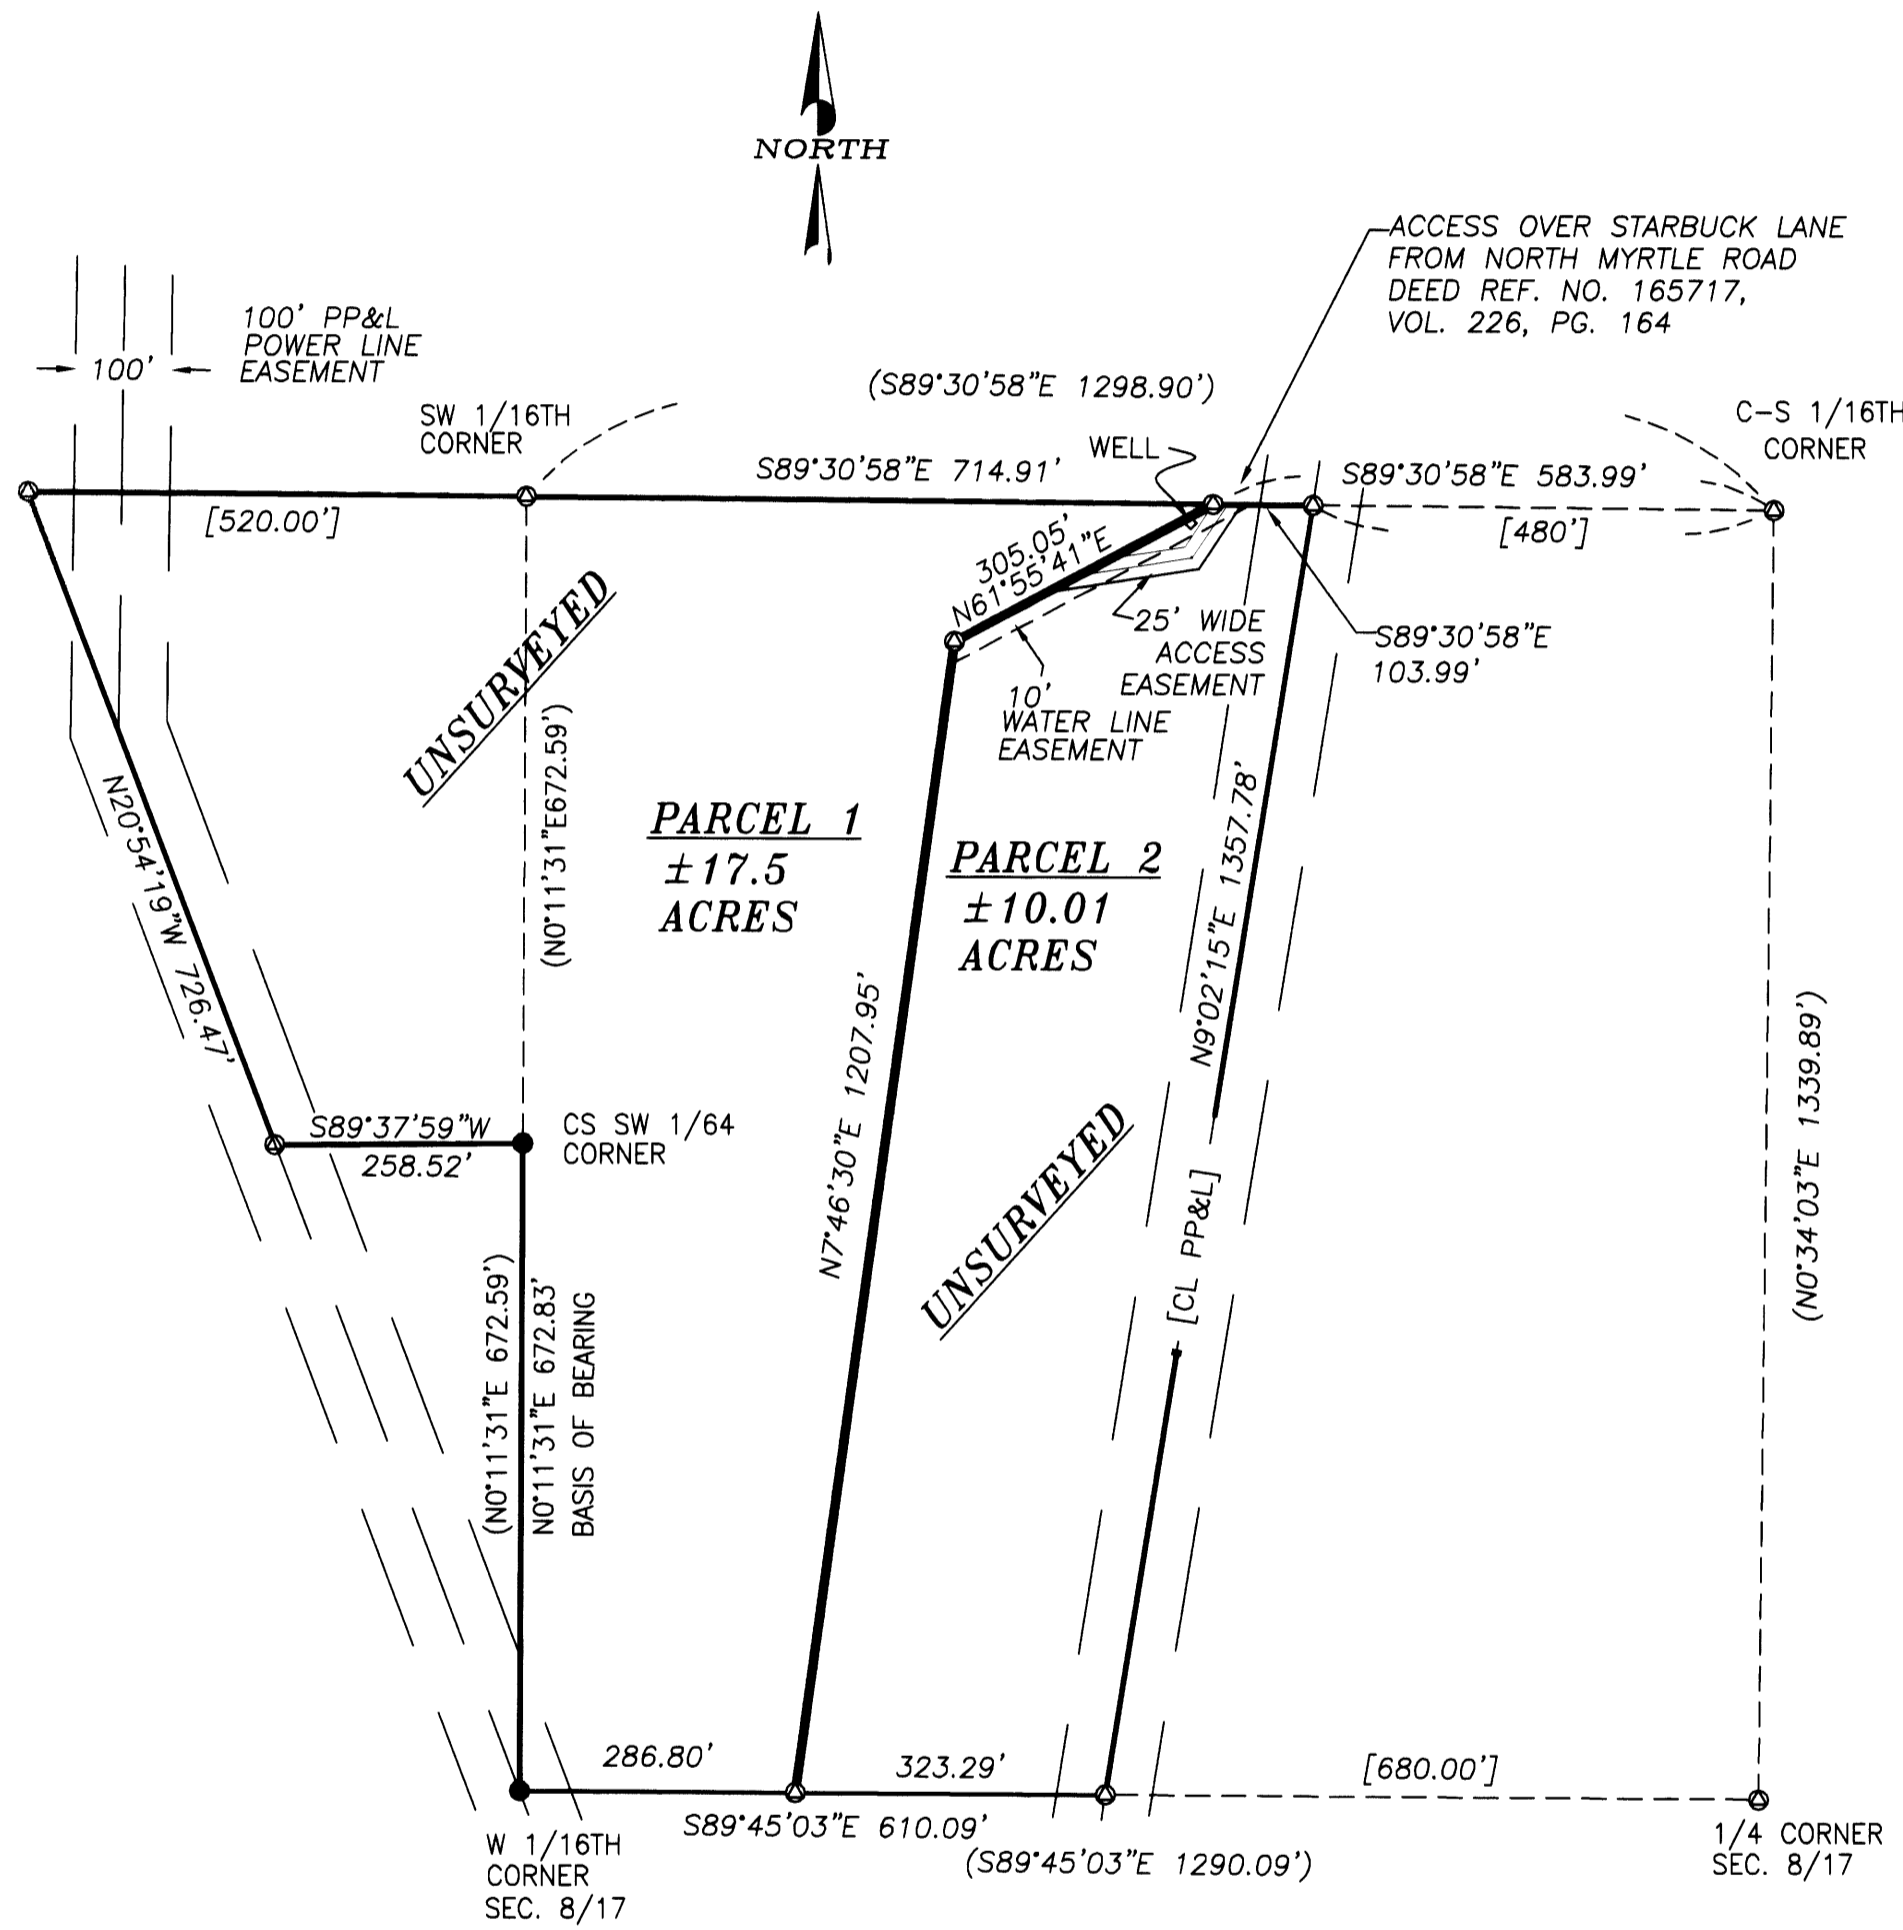 NORTH
ACCESS OVER STARBUCK LANE
FROM NORTH MYRTLE ROAD
DEED REF. NO. 165717,
VOL. 226, PG. 164
100' PP&L
POWER LINE
EASEMENT
100'
(S89°30'58"E 1298.90')
SW 1/16TH
CORNER
C-S 1/16TH
CORNER
WELL
S89°30'58"E 714.91'
S89°30'58"E 583.99'
[520.00']
[480']
305.05'
N61°55'41"E
25' WIDE
ACCESS
EASEMENT
S89°30'58"E
103.99'
10'
WATER LINE
EASEMENT
UNSURVEYED
(N0°11'31"E672.59')
N20°54'19"W 726.47'
PARCEL 1
±17.5
ACRES
PARCEL 2
±10.01
ACRES
N9°02'15"E 1357.78'
N7°46'30"E 1207.95'
(N0°34'03"E 1339.89')
S89°37'59"W
258.52'
CS SW 1/64
CORNER
UNSURVEYED
[CL PP&L]
(N0°11'31"E 672.59')
N0°11'31"E 672.83'
BASIS OF BEARING
286.80'
323.29'
[680.00']
S89°45'03"E 610.09'
(S89°45'03"E 1290.09')
W 1/16TH
CORNER
SEC. 8/17
1/4 CORNER
SEC. 8/17